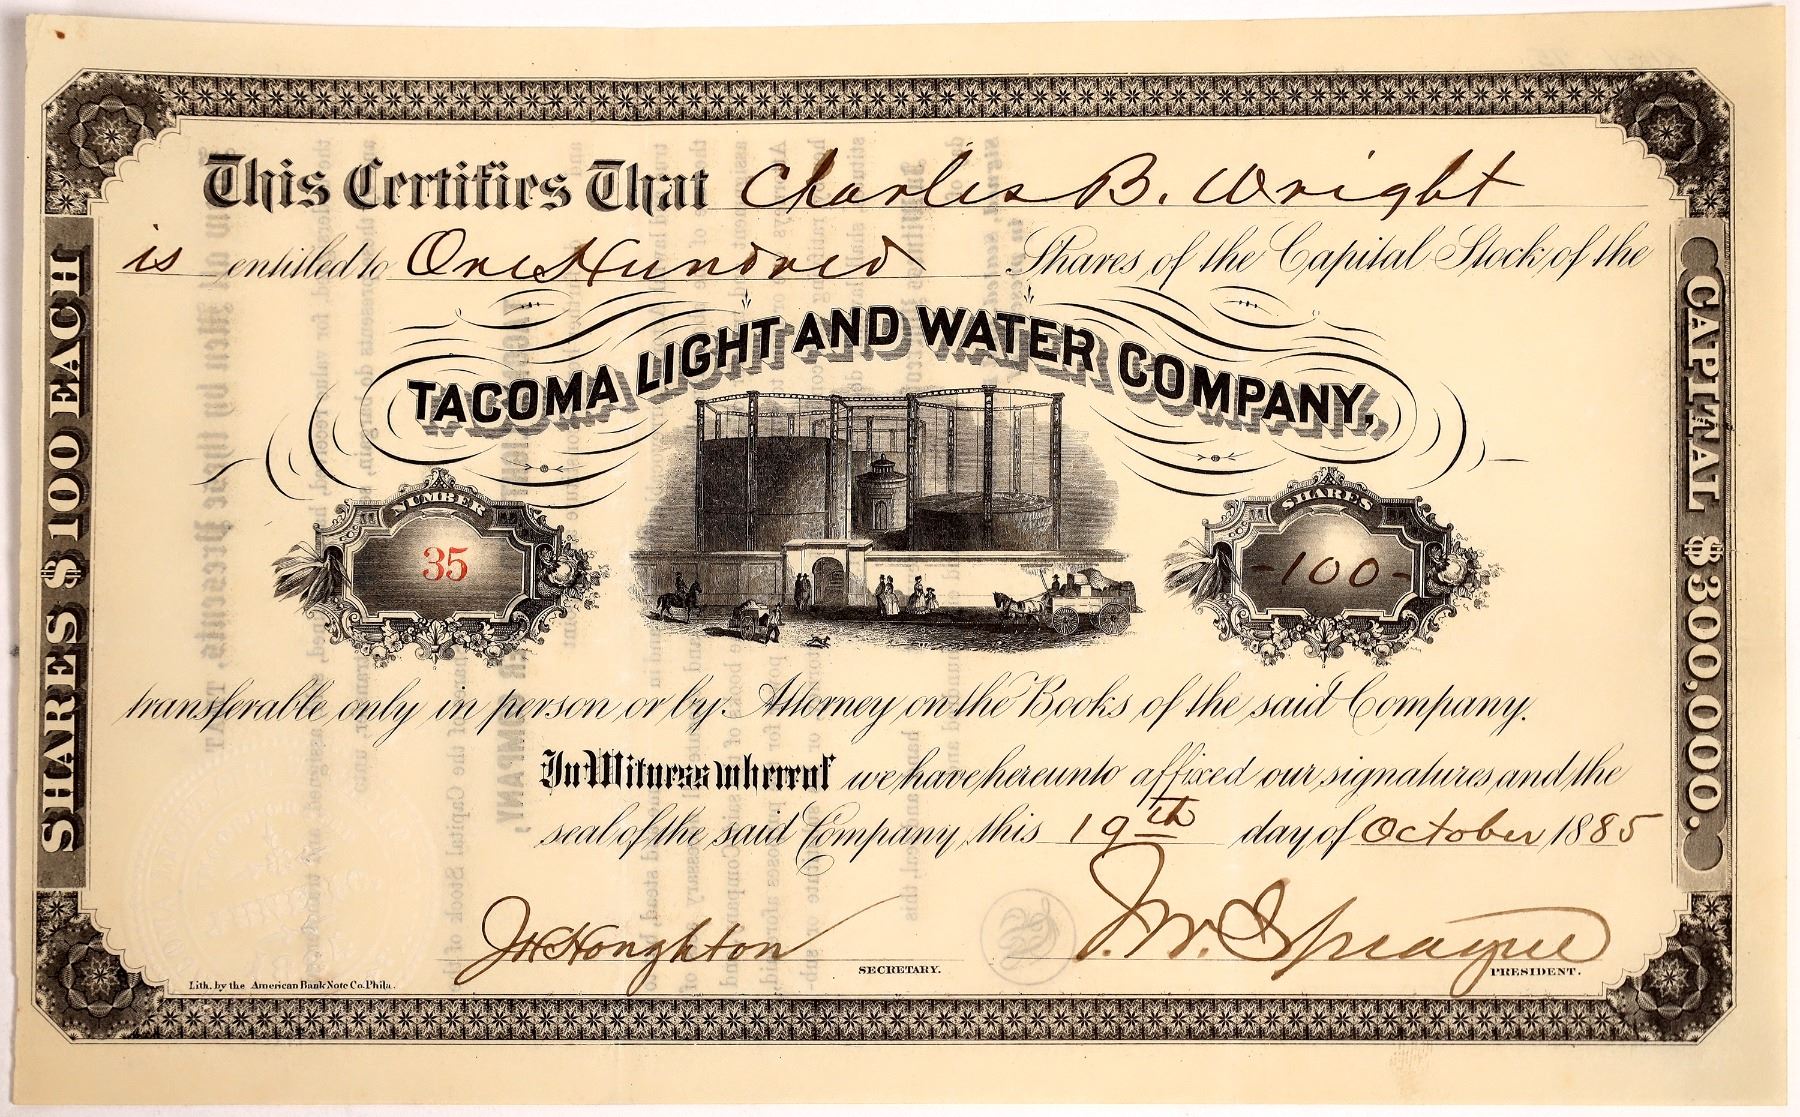 This Certifies That Charles B. Wright
is entitled to One Hundred Shares of the Capital Stock of the
TACOMA LIGHT AND WATER COMPANY,
NUMBER
35
SHARES
-100-
transferable only in person or by Attorney on the Books of the said Company.
In Witness whereof we have hereunto affixed our signatures and the
seal of the said Company, this 19th day of October 1885
J H Houghton
SECRETARY.
J. W. Sprague
PRESIDENT.
Lith. by the American Bank Note Co. Phila.
SHARES $100 EACH
CAPITAL $300,000.